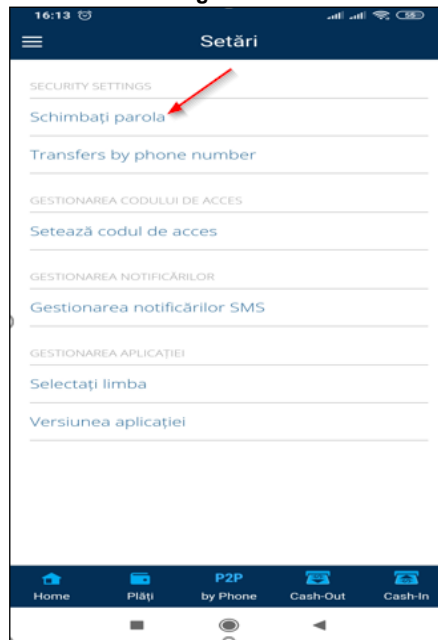 16:13
Setări
SECURITY SETTINGS
Schimbați parola
Transfers by phone number
GESTIONAREA CODULUI DE ACCES
Setează codul de acces
GESTIONAREA NOTIFICĂRILOR
Gestionarea notificărilor SMS
GESTIONAREA APLICAȚIEI
Selectați limba
Versiunea aplicației
P2P
Home Plăți by Phone Cash-Out Cash-In